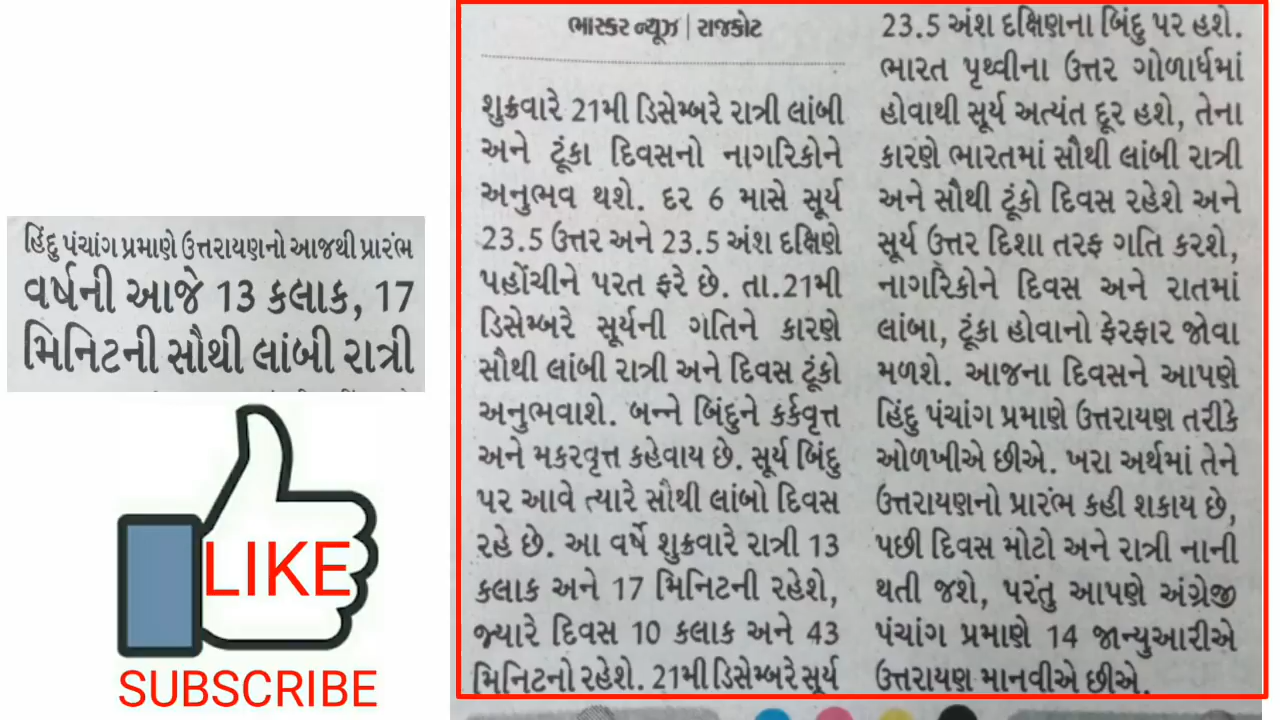 હિંદુ પંચાંગ પ્રમાણે ઉત્તરાયણનો આજથી પ્રારંભ
વર્ષની આજે 13 કલાક, 17
મિનિટની સૌથી લાંબી રાત્રી
LIKE
SUBSCRIBE
ભાસ્કર ન્યૂઝ | રાજકોટ
શુક્રવારે 21મી ડિસેમ્બરે રાત્રી લાંબી
અને ટૂંકા દિવસનો નાગરિકોને
અનુભવ થશે. દર 6 માસે સૂર્ય
23.5 ઉત્તર અને 23.5 અંશ દક્ષિણે
પહોંચીને પરત ફરે છે. તા.21મી
ડિસેમ્બરે સૂર્યની ગતિને કારણે
સૌથી લાંબી રાત્રી અને દિવસ ટૂંકો
અનુભવાશે. બન્ને બિંદુને કર્કવૃત્ત
અને મકરવૃત્ત કહેવાય છે. સૂર્ય બિંદુ
પર આવે ત્યારે સૌથી લાંબો દિવસ
રહે છે. આ વર્ષે શુક્રવારે રાત્રી 13
કલાક અને 17 મિનિટની રહેશે,
જ્યારે દિવસ 10 કલાક અને 43
મિનિટનો રહેશે. 21મી ડિસેમ્બરે સૂર્ય
23.5 અંશ દક્ષિણના બિંદુ પર હશે.
ભારત પૃથ્વીના ઉત્તર ગોળાર્ધમાં
હોવાથી સૂર્ય અત્યંત દૂર હશે, તેના
કારણે ભારતમાં સૌથી લાંબી રાત્રી
અને સૌથી ટૂંકો દિવસ રહેશે અને
સૂર્ય ઉત્તર દિશા તરફ ગતિ કરશે,
નાગરિકોને દિવસ અને રાતમાં
લાંબા, ટૂંકા હોવાનો ફેરફાર જોવા
મળશે. આજના દિવસને આપણે
હિંદુ પંચાંગ પ્રમાણે ઉત્તરાયણ તરીકે
ઓળખીએ છીએ. ખરા અર્થમાં તેને
ઉત્તરાયણનો પ્રારંભ કહી શકાય છે,
પછી દિવસ મોટો અને રાત્રી નાની
થતી જશે, પરંતુ આપણે અંગ્રેજી
પંચાંગ પ્રમાણે 14 જાન્યુઆરીએ
ઉત્તરાયણ માનવીએ છીએ.